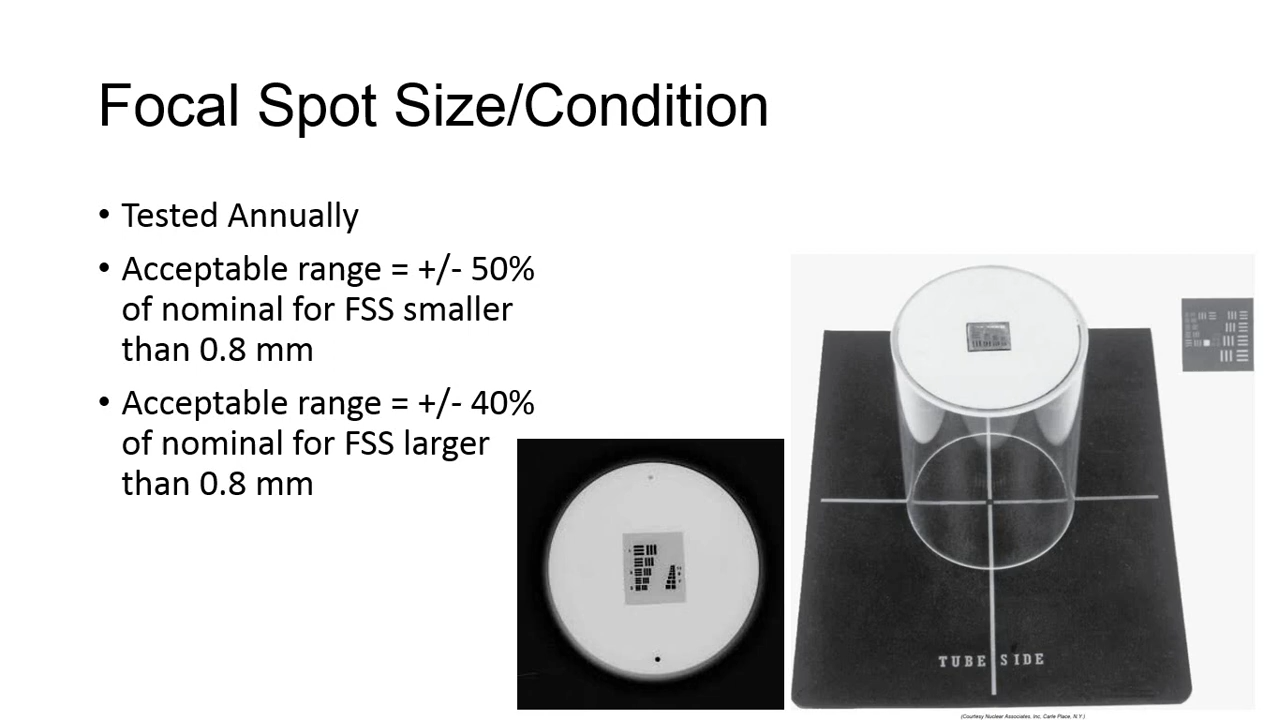 Focal Spot Size/Condition
• Tested Annually
• Acceptable range = +/- 50%
of nominal for FSS smaller
than 0.8 mm
• Acceptable range = +/- 40%
of nominal for FSS larger
than 0.8 mm
TUBE SIDE
(Courtesy Nuclear Associates, Inc, Carle Place, N.Y.)